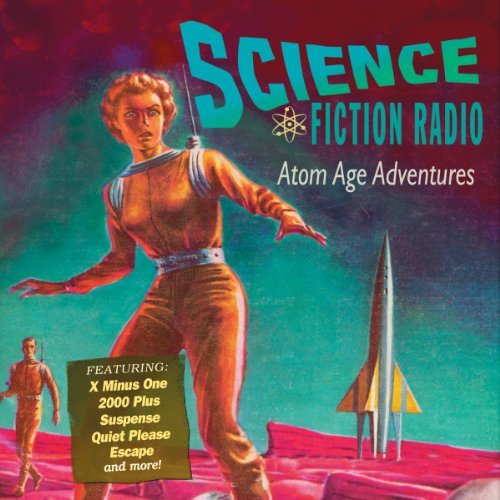 SCIENCE
FICTION RADIO
Atom Age Adventures
FEATURING:
X Minus One
2000 Plus
Suspense
Quiet Please
Escape
and more!